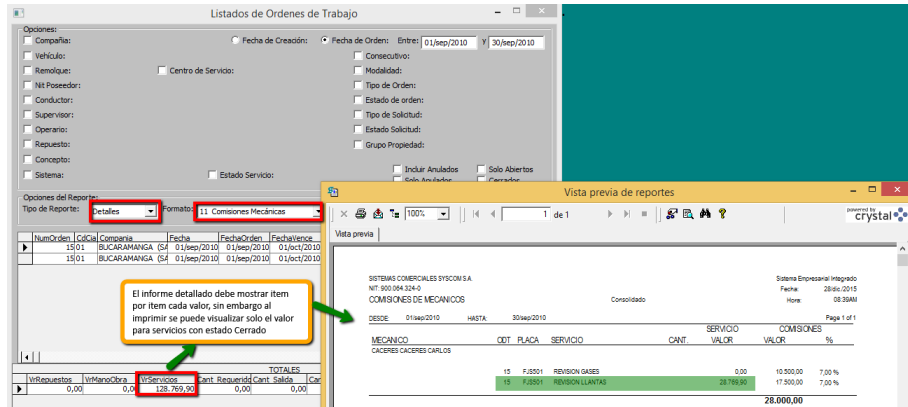 Listados de Ordenes de Trabajo
Opciones:
Compañia:
Fecha de Creación:
Fecha de Orden:
Entre:
01/sep/2010
y
30/sep/2010
Vehículo:
Consecutivo:
Remolque:
Centro de Servicio:
Modalidad:
Nit Poseedor:
Tipo de Orden:
Conductor:
Estado de orden:
Supervisor:
Tipo de Solicitud:
Operario:
Estado Solicitud:
Repuesto:
Grupo Propiedad:
Concepto:
Sistema:
Estado Servicio:
Incluir Anulados
Solo Abiertos
Solo Anulados
Cerrados
Opciones del Reporte:
Tipo de Reporte:
Detalles
Formato:
11 Comisiones Mecánicas
NumOrden CdCia Compania Fecha FechaOrden FechaVence
15 01 BUCARAMANGA (SA 01/sep/2010 01/sep/2010 01/oct/2010
15 01 BUCARAMANGA (SA 01/sep/2010 01/sep/2010 01/oct/2010
El informe detallado debe mostrar item
por item cada valor, sin embargo al
imprimir se puede visualizar solo el valor
para servicios con estado Cerrado
TOTALES
VrRepuestos VrManoObra VrServicios Cant Requerido Cant Salida Can
0,00 0,00 128.769,90 0,00 0,00
Vista previa de reportes
100%
1 de 1
powered by
crystal
Vista previa
SISTEMAS COMERCIALES SYSCOM S.A.
Sistema Empresarial Integrado
NIT: 900.064.324-0
Fecha: 28/dic./2015
COMISIONES DE MECANICOS
Consolidado
Hora: 08:39AM
DESDE: 01/sep/2010 HASTA: 30/sep/2010
Page 1 of 1
SERVICIO COMISIONES
MECANICO ODT PLACA SERVICIO CANT. VALOR VALOR %
CACERES CACERES CARLOS
15 FJS501 REVISION GASES 0,00 10.500,00 7,00 %
15 FJS501 REVISION LLANTAS 28.769,90 17.500,00 7,00 %
28.000,00